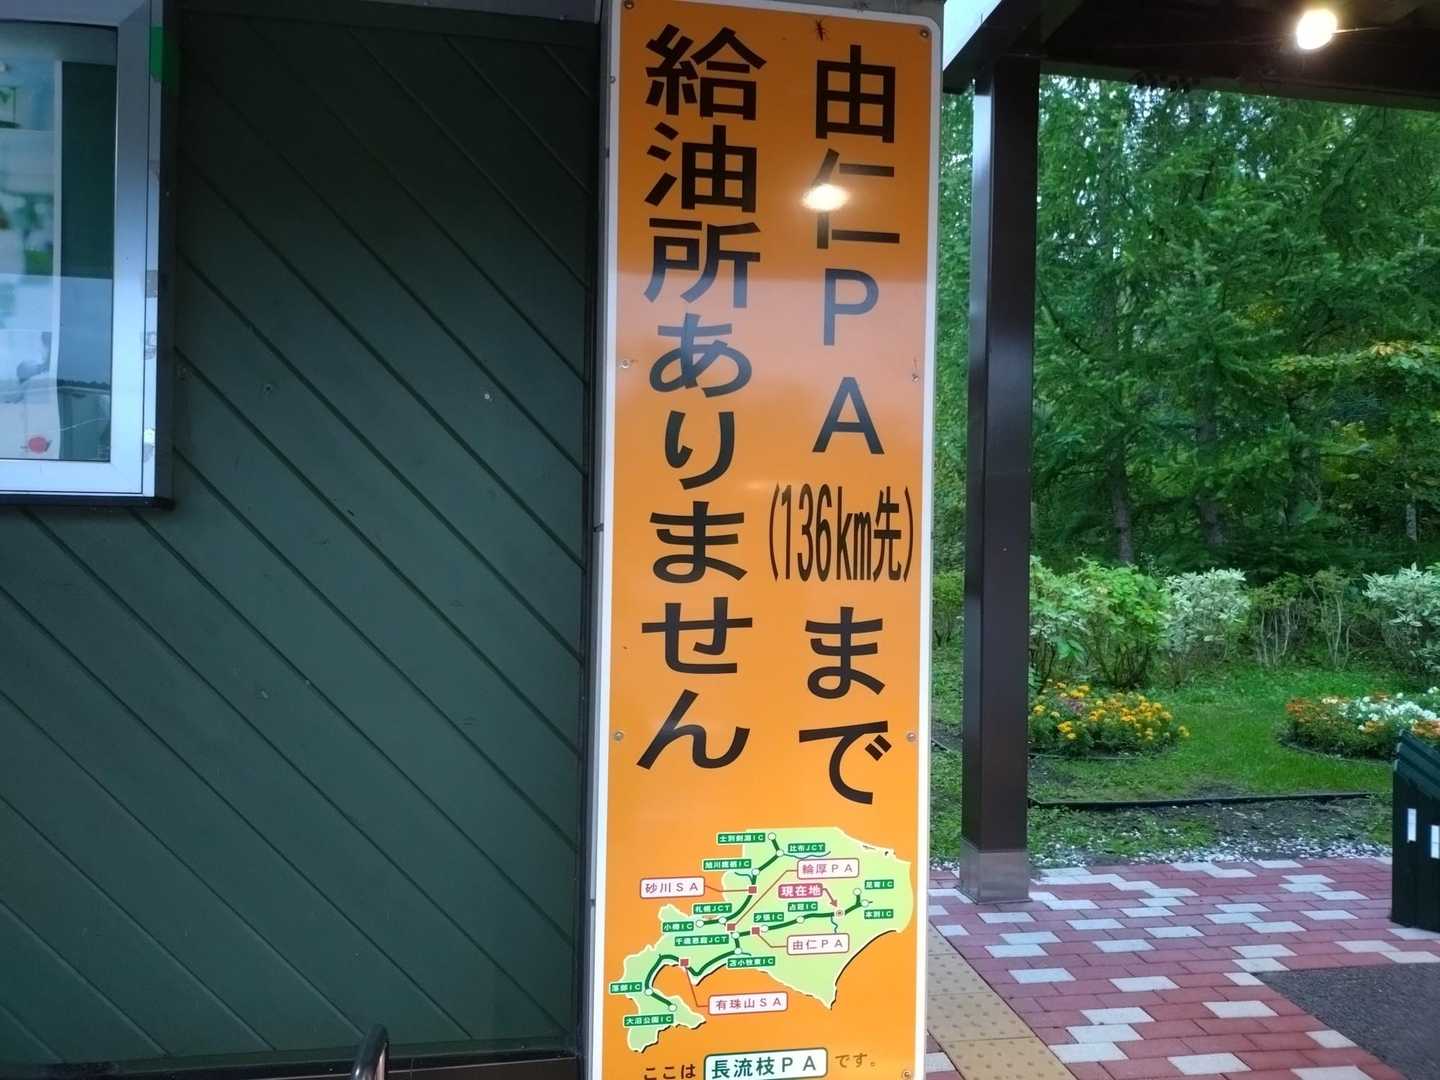 由仁PA(136km先)まで
給油所ありません
士別剣淵IC
比布JCT
旭川鷹栖IC
輪厚PA
砂川SA
現在地
足寄IC
札幌JCT
占冠IC
夕張IC
本別IC
小樽IC
千歳恵庭JCT
由仁PA
苫小牧東IC
落部IC
有珠山SA
大沼公園IC
ここは 長流枝PA です。